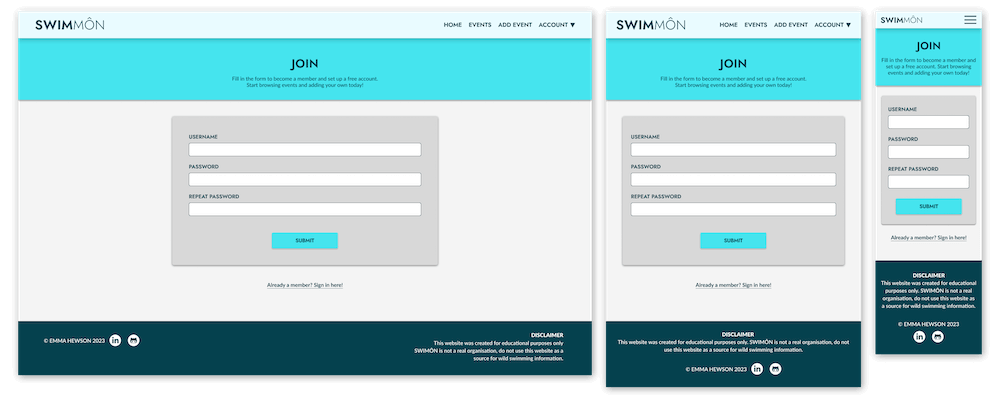 SWIMMÔN
HOME EVENTS ADD EVENT ACCOUNT ▼
JOIN
Fill in the form to become a member and set up a free account.
Start browsing events and adding your own today!
USERNAME
PASSWORD
REPEAT PASSWORD
SUBMIT
Already a member? Sign in here!
© EMMA HEWSON 2023
in
DISCLAIMER
This website was created for educational purposes only
SWIMÔN is not a real organisation, do not use this website as a
source for wild swimming information.
SWIMMÔN
HOME EVENTS ADD EVENT ACCOUNT ▼
JOIN
Fill in the form to become a member and set up a free account.
Start browsing events and adding your own today!
USERNAME
PASSWORD
REPEAT PASSWORD
SUBMIT
Already a member? Sign in here!
DISCLAIMER
This website was created for educational purposes only. SWIMÔN is not a real organisation, do not
use this website as a source for wild swimming information.
© EMMA HEWSON 2023
in
SWIMMÔN
JOIN
Fill in the form to become a member and
set up a free account. Start browsing
events and adding your own today!
USERNAME
PASSWORD
REPEAT PASSWORD
SUBMIT
Already a member? Sign in here!
DISCLAIMER
This website was created for educational
purposes only. SWIMÔN is not a real
organisation, do not use this website as
a source for wild swimming information.
© EMMA HEWSON 2023
in